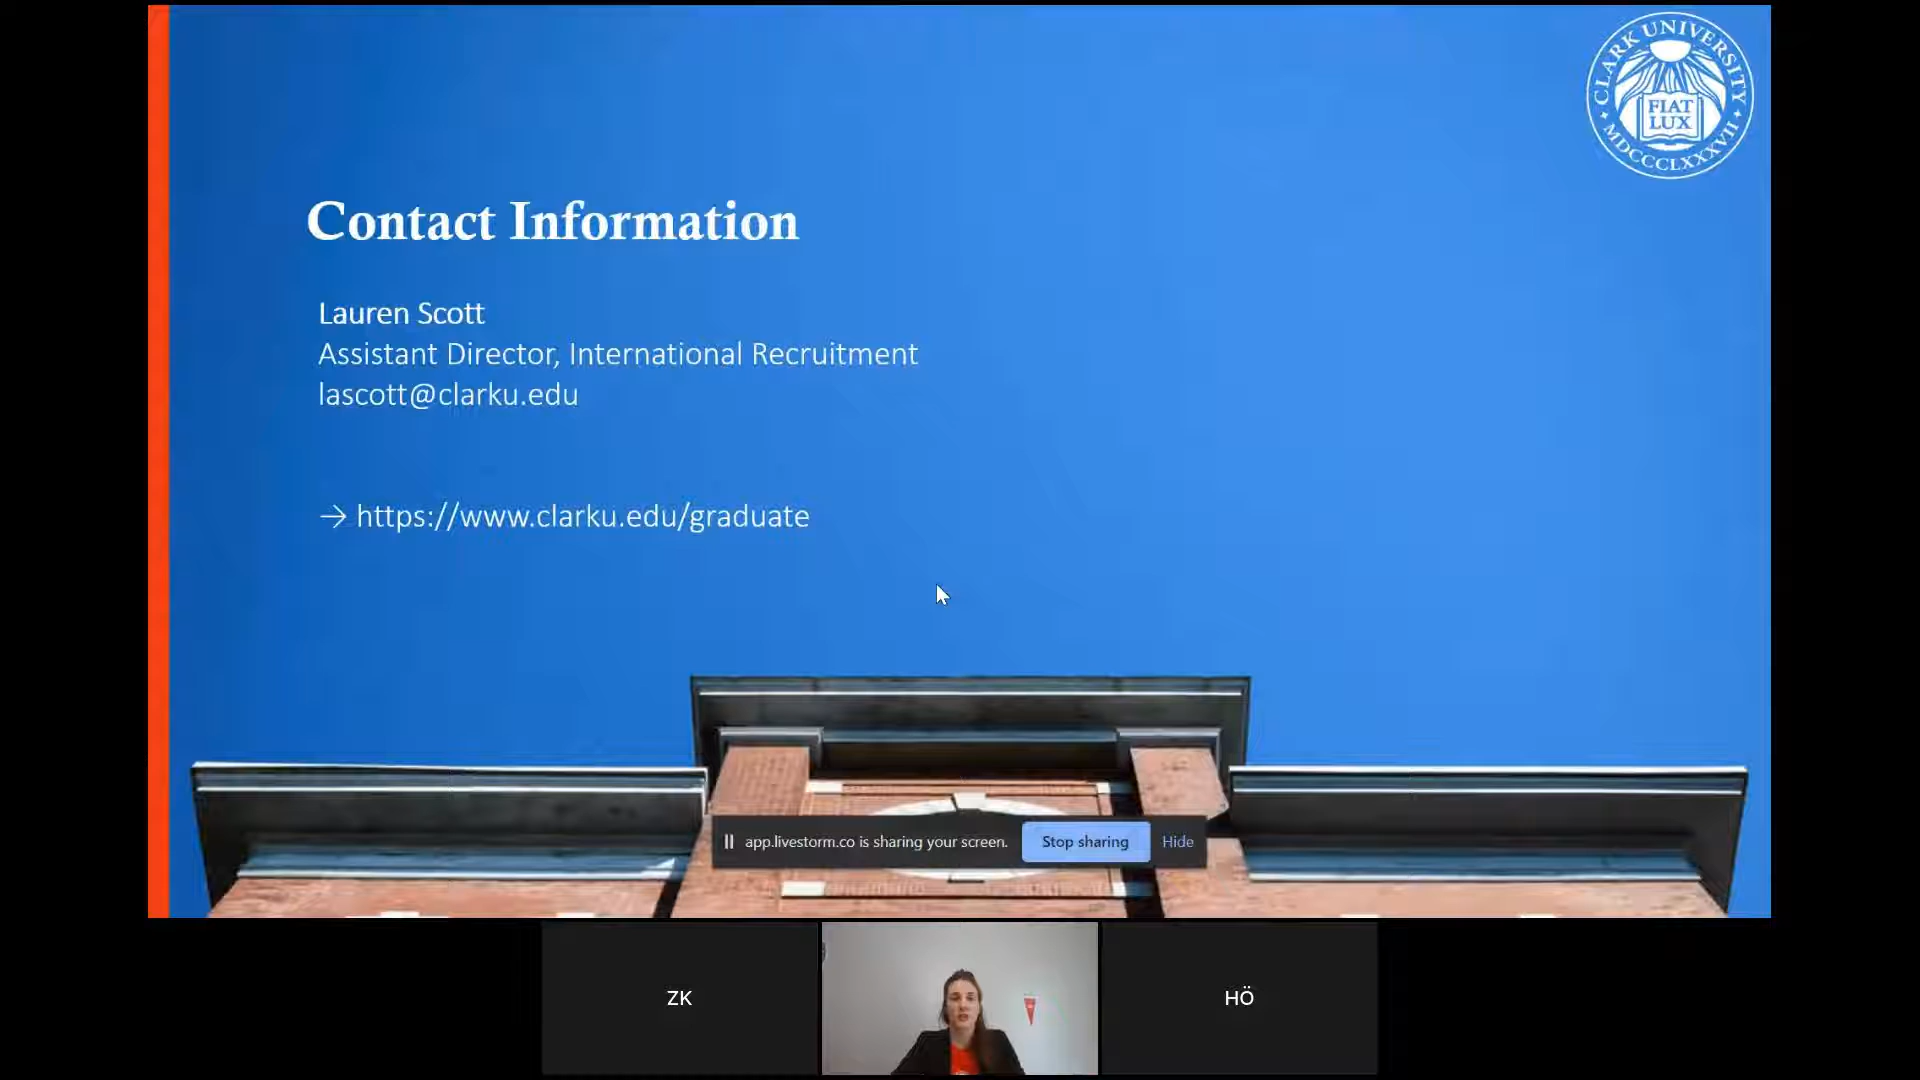 CLARK UNIVERSITY
FIAT
LUX
MDCCCLXXXVII
Contact Information
Lauren Scott
Assistant Director, International Recruitment
lascott@clarku.edu
→ https://www.clarku.edu/graduate
app.livestorm.co is sharing your screen.
Stop sharing
Hide
ZK
HÖ